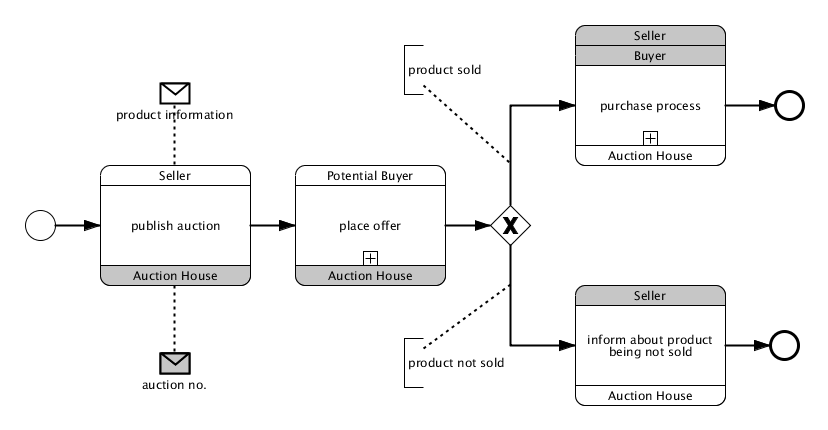 product information
Seller
publish auction
Auction House
auction no.
Potential Buyer
place offer
Auction House
product sold
product not sold
X
Seller
Buyer
purchase process
Auction House
Seller
inform about product
being not sold
Auction House